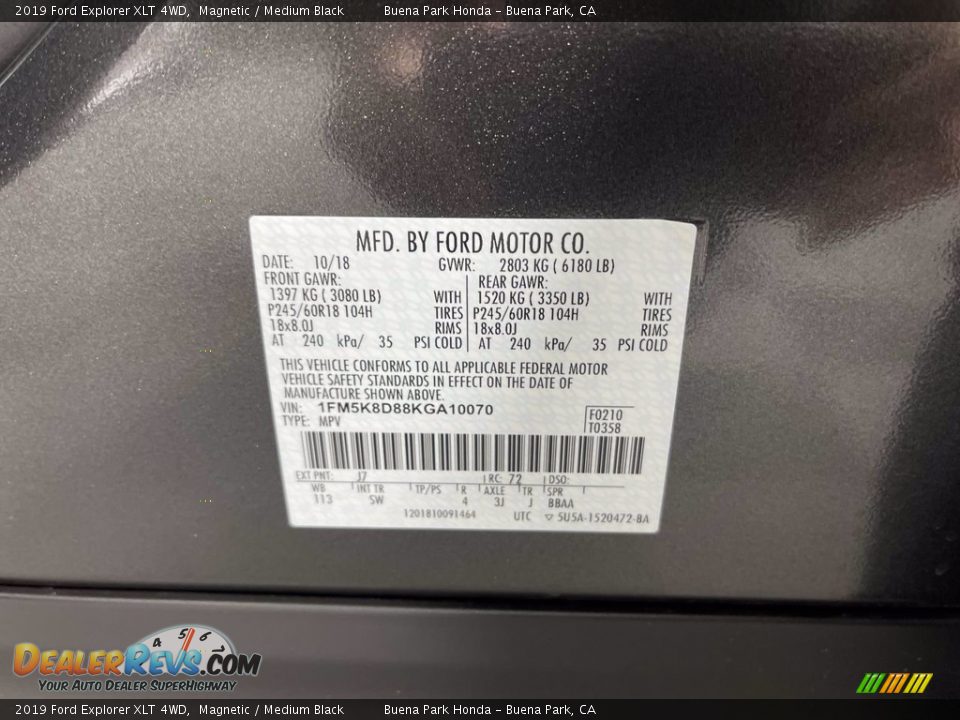 2019 Ford Explorer XLT 4WD, Magnetic / Medium Black Buena Park Honda - Buena Park, CA
MFD. BY FORD MOTOR CO.
DATE: 10/18 GVWR: 2803 KG ( 6180 LB)
FRONT GAWR: REAR GAWR:
1397 KG ( 3080 LB) WITH 1520 KG ( 3350 LB) WITH
P245/60R18 104H TIRES P245/60R18 104H TIRES
18x8.0J RIMS 18x8.0J RIMS
AT 240 kPa/ 35 PSI COLD AT 240 kPa/ 35 PSI COLD
THIS VEHICLE CONFORMS TO ALL APPLICABLE FEDERAL MOTOR
VEHICLE SAFETY STANDARDS IN EFFECT ON THE DATE OF
MANUFACTURE SHOWN ABOVE.
VIN: 1FM5K8D88KGA10070 F0210
TYPE: MPV T0358
EXT PNT: J7 RC: 72 DSO:
WB INT TR TP/PS R AXLE TR SPR
113 SW 4 3J J BBAA
1201810091464 UTC ▽ 5U5A-1520472-BA
4 5 6
DEALERREVS.COM
YOUR AUTO DEALER SUPERHIGHWAY
2019 Ford Explorer XLT 4WD, Magnetic / Medium Black Buena Park Honda - Buena Park, CA